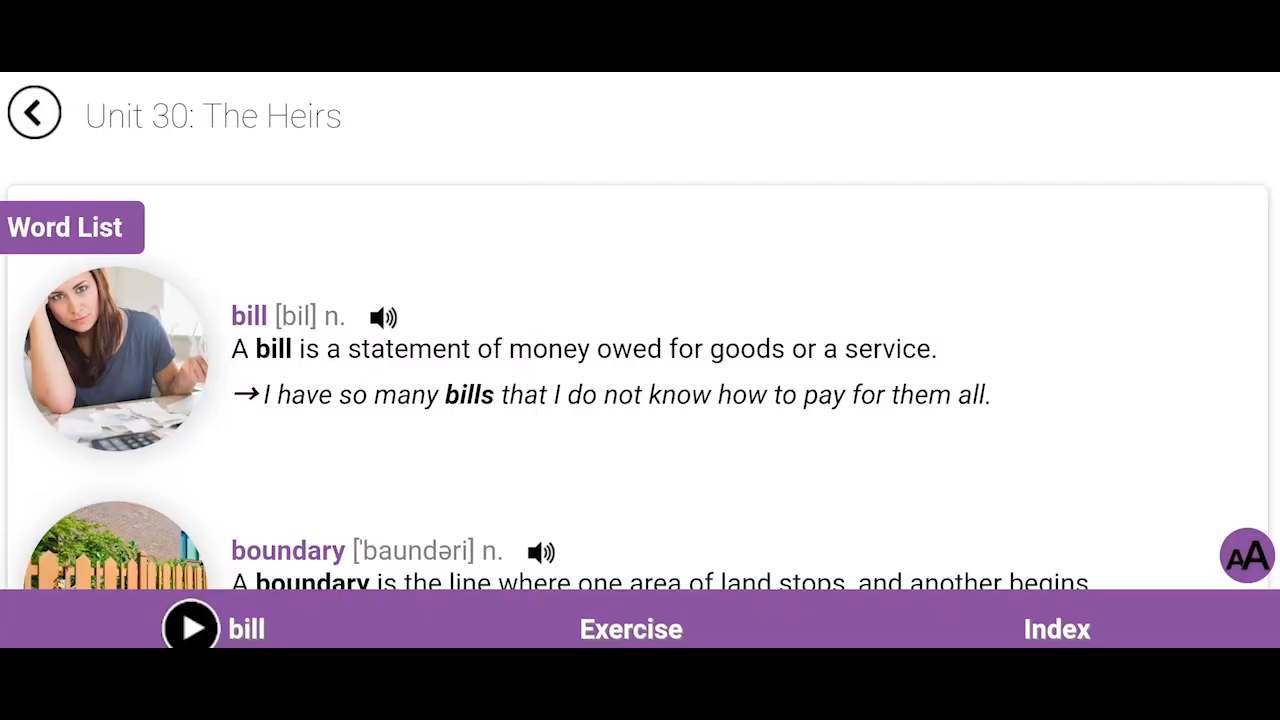 Unit 30: The Heirs
Word List
bill [bil] n.
A bill is a statement of money owed for goods or a service.
→ I have so many bills that I do not know how to pay for them all.
boundary [ˈbaundəri] n.
A boundary is the line where one area of land stops, and another begins
AA
bill
Exercise
Index